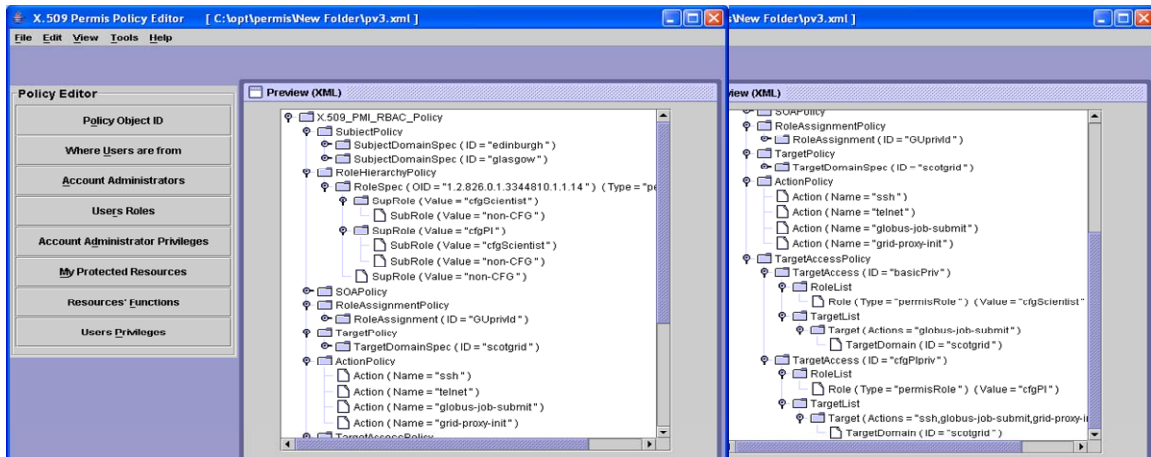 X.509 Permis Policy Editor [ C:\opt\permis\New Folder\pv3.xml ]
File Edit View Tools Help
Policy Editor
Policy Object ID
Where Users are from
Account Administrators
Users Roles
Account Administrator Privileges
My Protected Resources
Resources' Functions
Users Privileges
Preview (XML)
X.509_PMI_RBAC_Policy
SubjectPolicy
SubjectDomainSpec ( ID = "edinburgh" )
SubjectDomainSpec ( ID = "glasgow" )
RoleHierarchyPolicy
RoleSpec ( OID = "1.2.826.0.1.3344810.1.1.14" ) ( Type = "pe
SupRole ( Value = "cfgScientist" )
SubRole ( Value = "non-CFG" )
SupRole ( Value = "cfgPI" )
SubRole ( Value = "cfgScientist" )
SubRole ( Value = "non-CFG" )
SupRole ( Value = "non-CFG" )
SOAPolicy
RoleAssignmentPolicy
RoleAssignment ( ID = "GUprivId" )
TargetPolicy
TargetDomainSpec ( ID = "scotgrid" )
ActionPolicy
Action ( Name = "ssh" )
Action ( Name = "telnet" )
Action ( Name = "globus-job-submit" )
Action ( Name = "grid-proxy-init" )
TargetAccessPolicy
s\New Folder\pv3.xml ]
view (XML)
SOAPolicy
RoleAssignmentPolicy
RoleAssignment ( ID = "GUprivId" )
TargetPolicy
TargetDomainSpec ( ID = "scotgrid" )
ActionPolicy
Action ( Name = "ssh" )
Action ( Name = "telnet" )
Action ( Name = "globus-job-submit" )
Action ( Name = "grid-proxy-init" )
TargetAccessPolicy
TargetAccess ( ID = "basicPriv" )
RoleList
Role ( Type = "permisRole" ) ( Value = "cfgScientist"
TargetList
Target ( Actions = "globus-job-submit" )
TargetDomain ( ID = "scotgrid" )
TargetAccess ( ID = "cfgPIpriv" )
RoleList
Role ( Type = "permisRole" ) ( Value = "cfgPI" )
TargetList
Target ( Actions = "ssh,globus-job-submit,grid-proxy-i
TargetDomain ( ID = "scotgrid" )